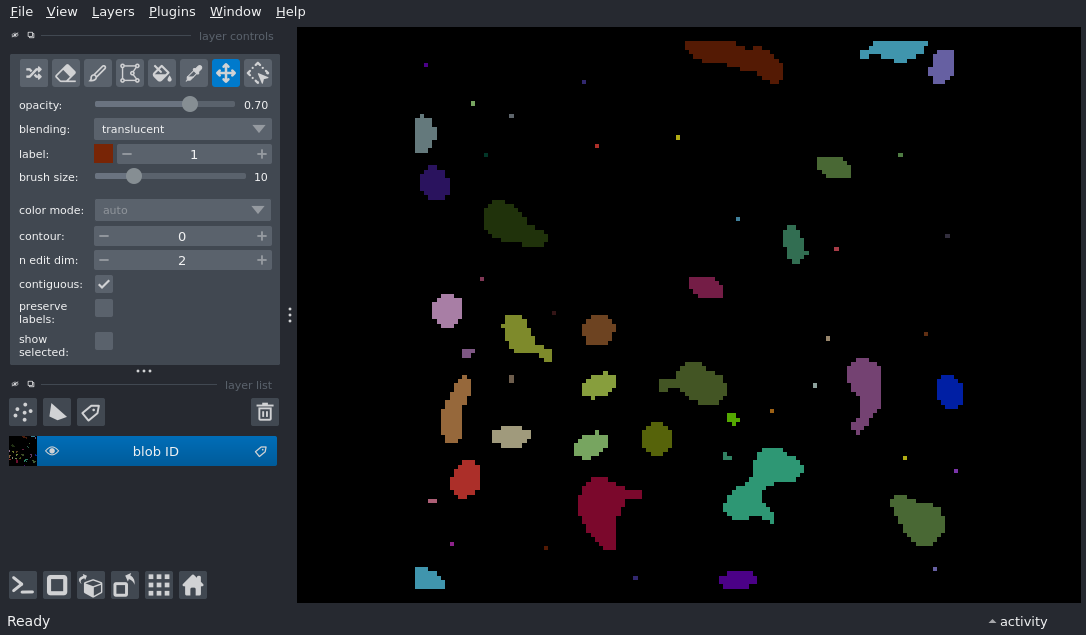 File View Layers Plugins Window Help
layer controls
opacity: 0.70
blending: translucent
label: 1
brush size: 10
color mode: auto
contour: 0
n edit dim: 2
contiguous:
preserve
labels:
show
selected:
layer list
blob ID
Ready
activity